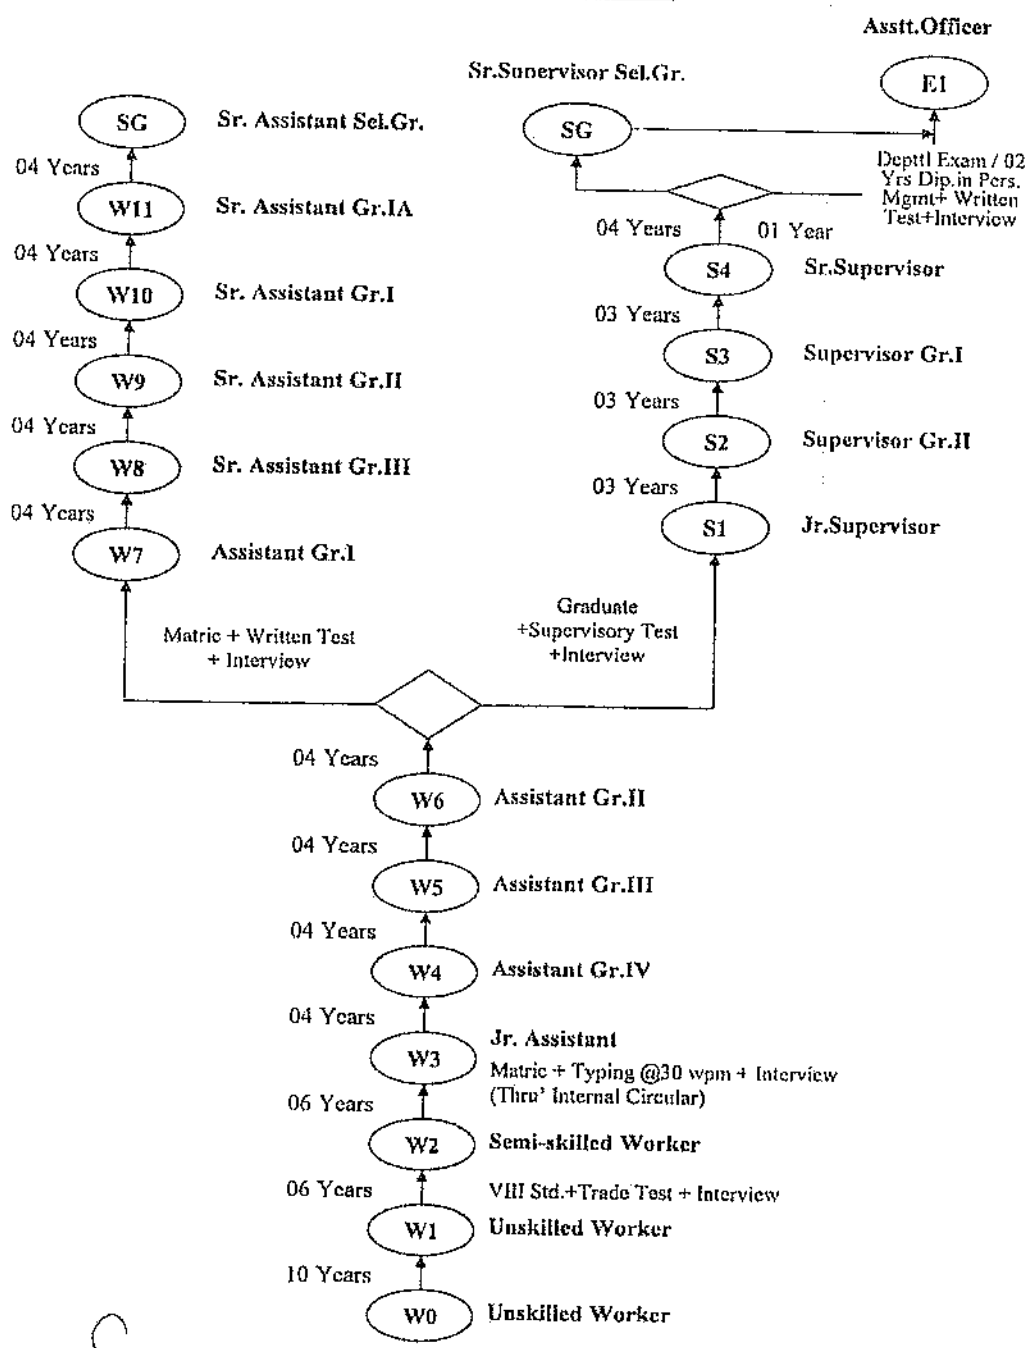 Asstt.Officer
E1
Sr.Supervisor Sel.Gr.
SG
Depttl Exam / 02
Yrs Dip.in Pers.
Mgmt+ Written
Test+Interview
SG Sr. Assistant Sel.Gr.
04 Years
W11 Sr. Assistant Gr.IA
04 Years
W10 Sr. Assistant Gr.I
04 Years
W9 Sr. Assistant Gr.II
04 Years
W8 Sr. Assistant Gr.III
04 Years
W7 Assistant Gr.I
Matric + Written Test
+ Interview
04 Years 01 Year
S4 Sr.Supervisor
03 Years
S3 Supervisor Gr.I
03 Years
S2 Supervisor Gr.II
03 Years
S1 Jr.Supervisor
Graduate
+Supervisory Test
+Interview
04 Years
W6 Assistant Gr.II
04 Years
W5 Assistant Gr.III
04 Years
W4 Assistant Gr.IV
04 Years
Jr. Assistant
W3
Matric + Typing @30 wpm + Interview
(Thru' Internal Circular)
06 Years
W2 Semi-skilled Worker
06 Years VIII Std.+Trade Test + Interview
W1 Unskilled Worker
10 Years
W0 Unskilled Worker